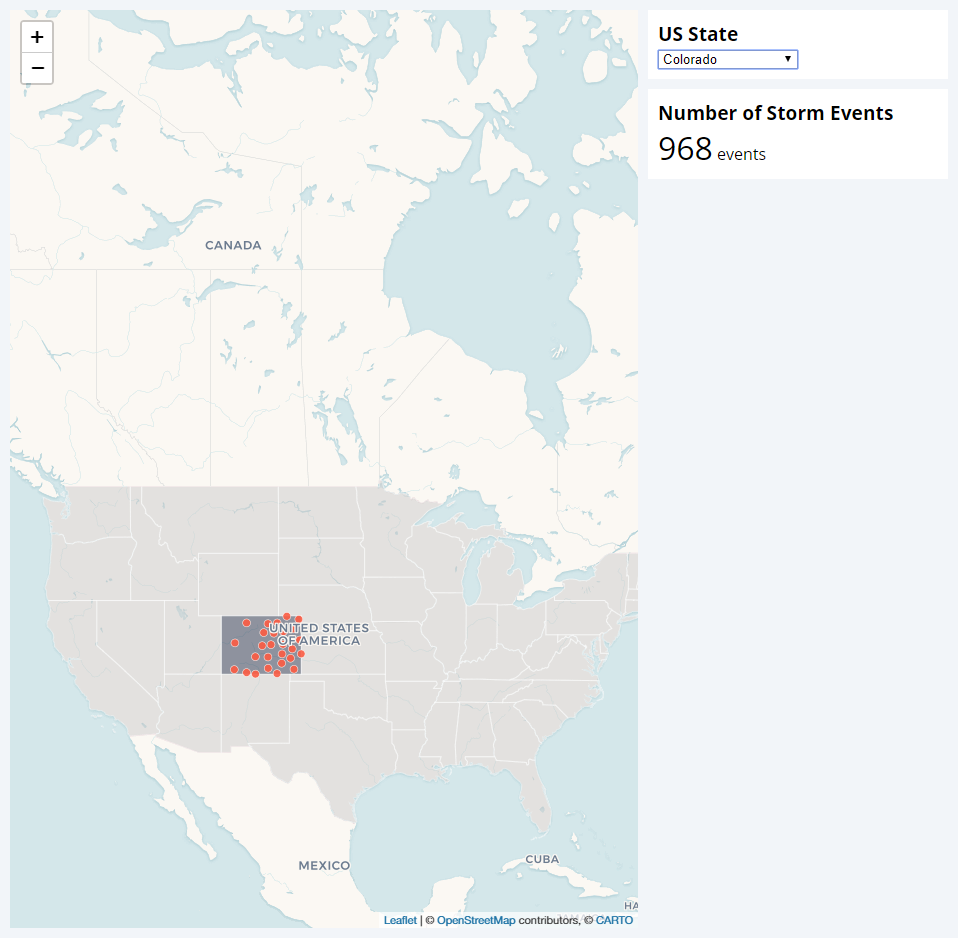 +
−
US State
Colorado
Number of Storm Events
968 events
CANADA
UNITED STATES
OF AMERICA
MEXICO
CUBA
HA
Leaflet | © OpenStreetMap contributors, © CARTO